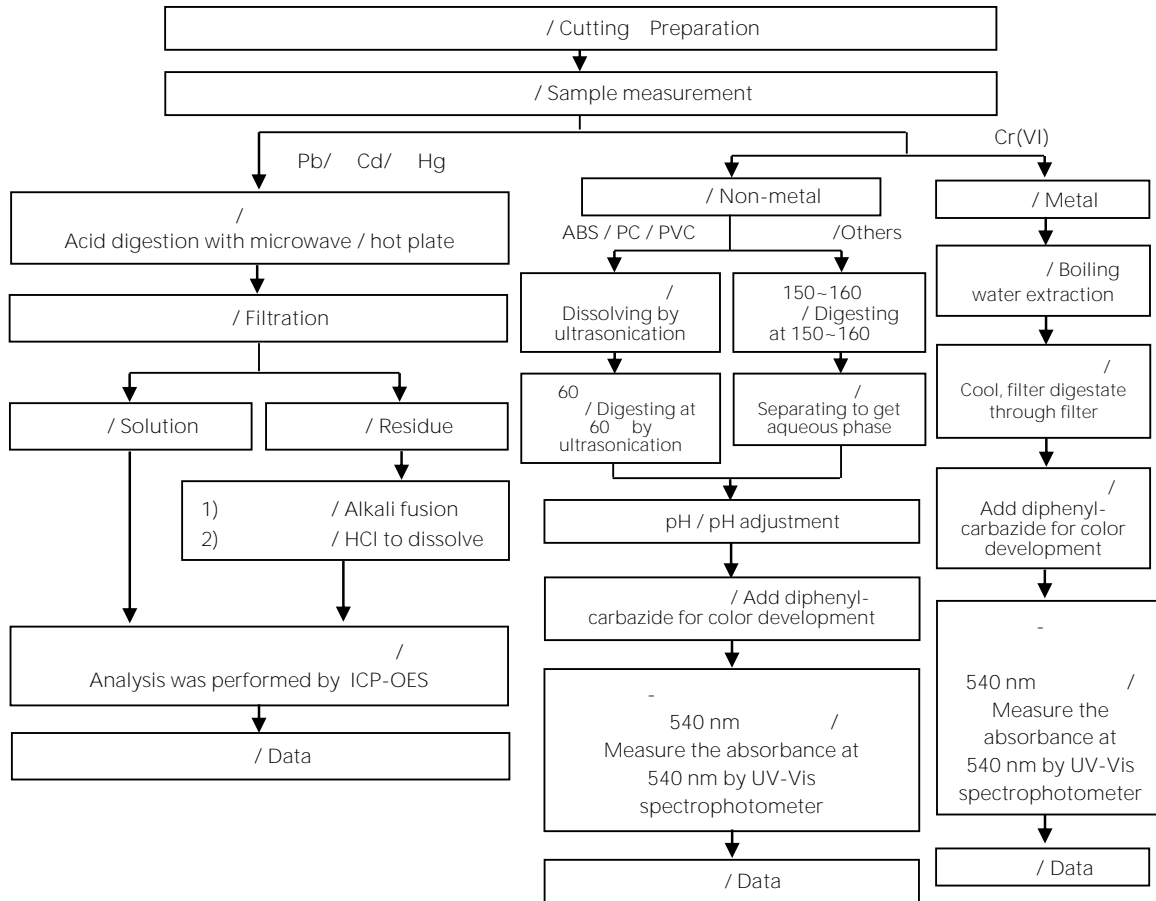 / Cutting Preparation
/ Sample measurement
Pb/ Cd/ Hg
Cr(VI)
/
Acid digestion with microwave / hot plate
/ Filtration
/ Solution
/ Residue
1) / Alkali fusion
2) / HCl to dissolve
/
Analysis was performed by ICP-OES
/ Data
/ Non-metal
ABS / PC / PVC
/Others
/
Dissolving by
ultrasonication
60
/ Digesting at
60 by
ultrasonication
150~160
/ Digesting
at 150~160
/
Separating to get
aqueous phase
pH / pH adjustment
/ Add diphenyl-
carbazide for color development
-
540 nm /
Measure the absorbance at
540 nm by UV-Vis
spectrophotometer
/ Data
/ Metal
/ Boiling
water extraction
/
Cool, filter digestate
through filter
/
Add diphenyl-
carbazide for color
development
-
540 nm /
Measure the
absorbance at
540 nm by UV-Vis
spectrophotometer
/ Data